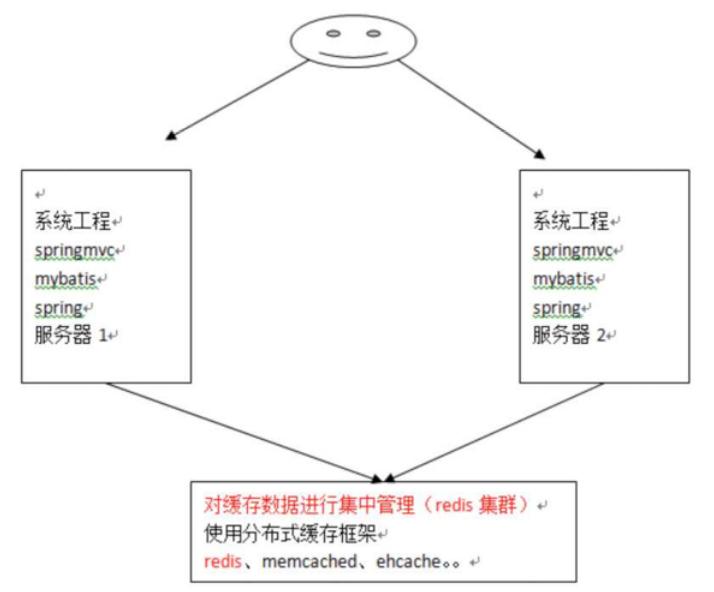 系统工程
springmvc
mybatis
spring
服务器 1
系统工程
springmvc
mybatis
spring
服务器 2
对缓存数据进行集中管理（redis 集群）
使用分布式缓存框架
redis、memcached、ehcache。。